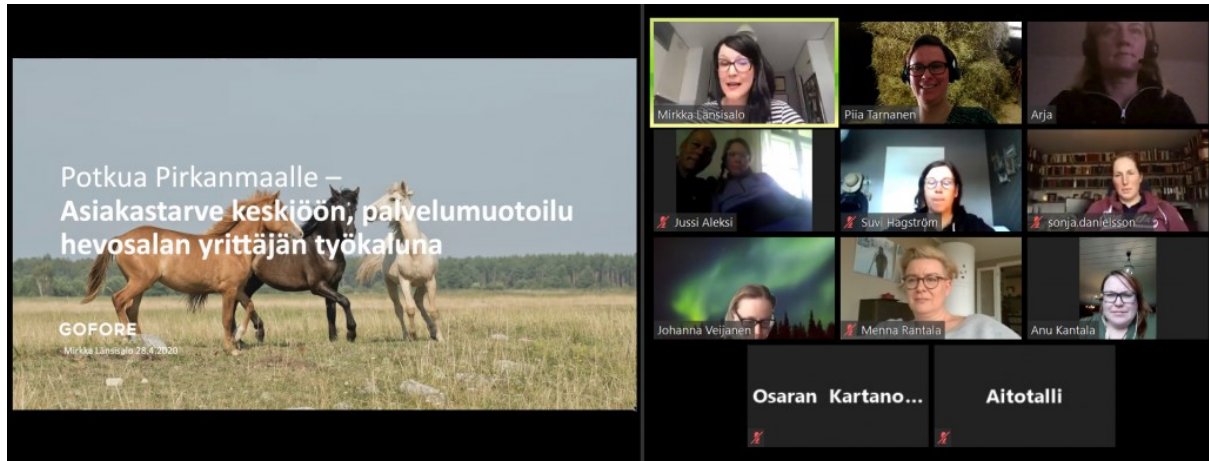 Potkua Pirkanmaalle –
Asiakastarve keskiöön, palvelumuotoilu
hevosalan yrittäjän työkaluna
GOFORE
Mirkka Länsisalo 28.4.2020
Mirkka Länsisalo
Piia Tarnanen
Arja
Jussi Aleksi
Suvi Hagström
sonja.danielsson
Johanna Veijanen
Menna Rantala
Anu Kantala
Osaran Kartano...
Aitotalli